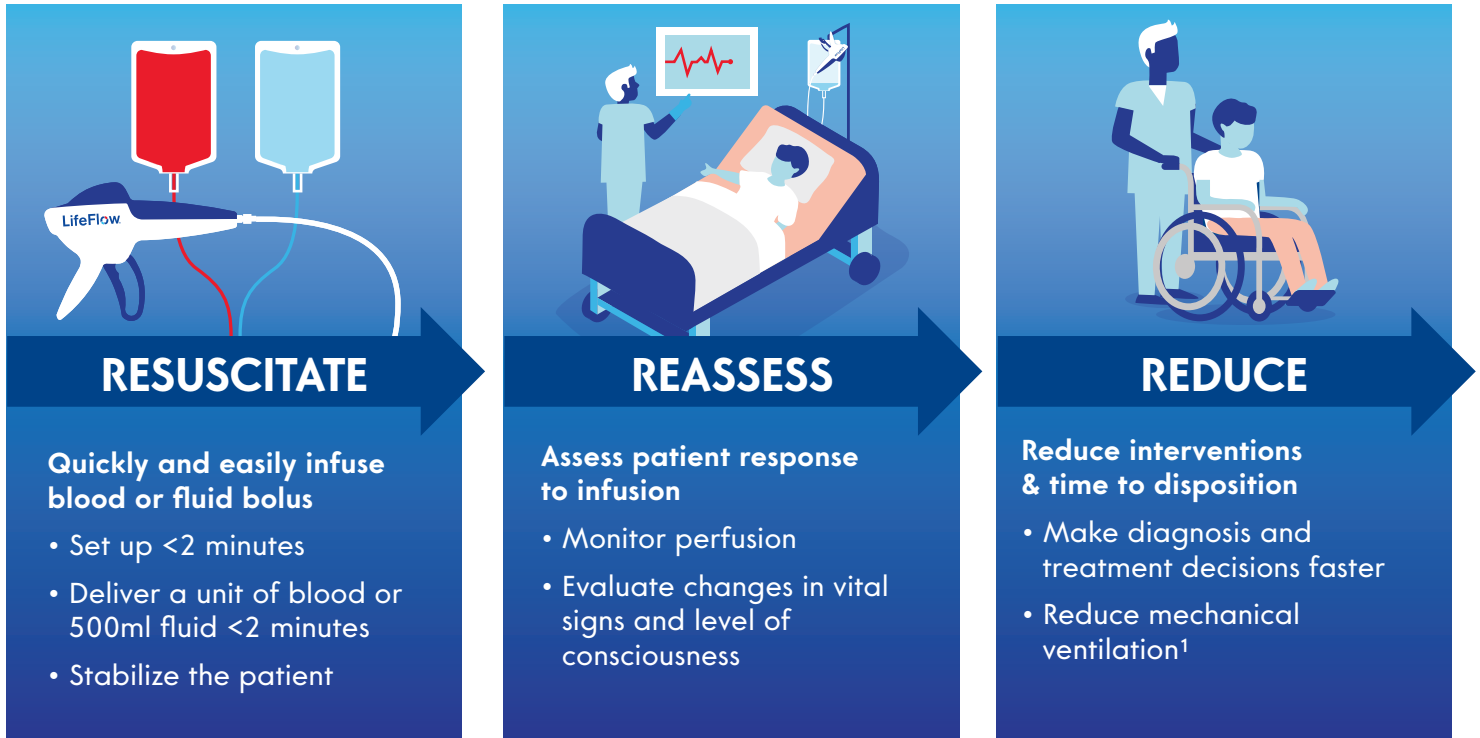 LifeFlow
RESUSCITATE
Quickly and easily infuse
blood or fluid bolus
• Set up <2 minutes
• Deliver a unit of blood or
500ml fluid <2 minutes
• Stabilize the patient
REASSESS
Assess patient response
to infusion
• Monitor perfusion
• Evaluate changes in vital
signs and level of
consciousness
REDUCE
Reduce interventions
& time to disposition
• Make diagnosis and
treatment decisions faster
• Reduce mechanical
ventilation¹